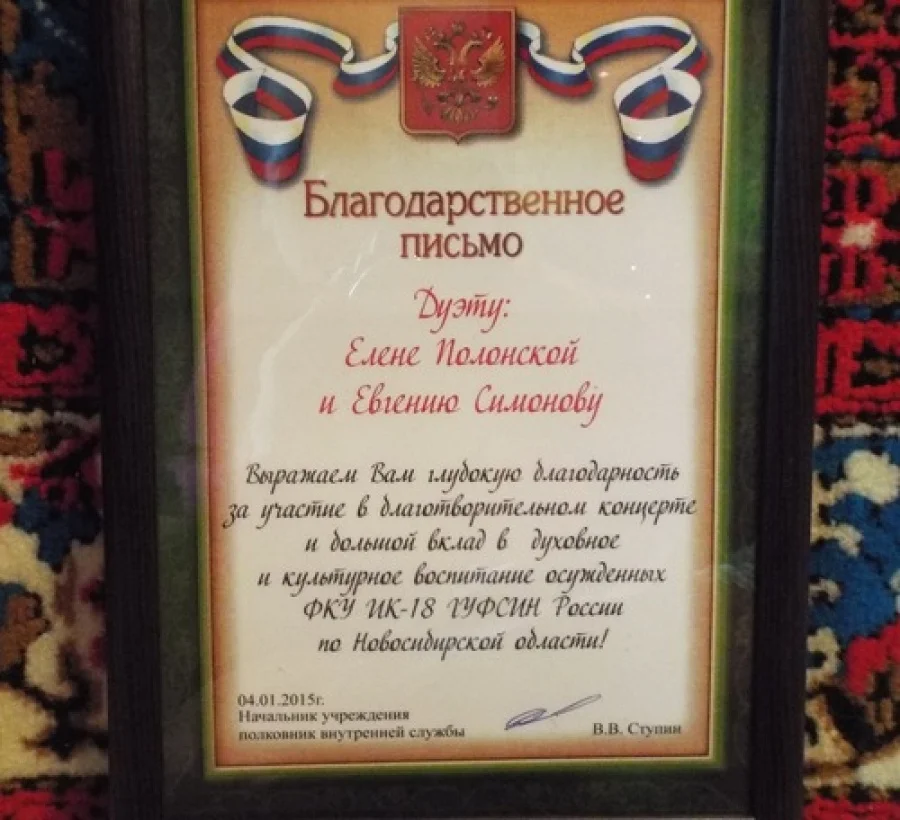 Благодарственное
письмо
Дуэту:
Елене Полонской
и Евгению Симонову
Выражаем Вам глубокую благодарность
за участие в благотворительном концерте
и большой вклад в духовное
и культурное воспитание осужденных
ФКУ ИК-18 ГУФСИН России
по Новосибирской области!
04.01.2015г.
Начальник учреждения
полковник внутренней службы В.В. Ступин